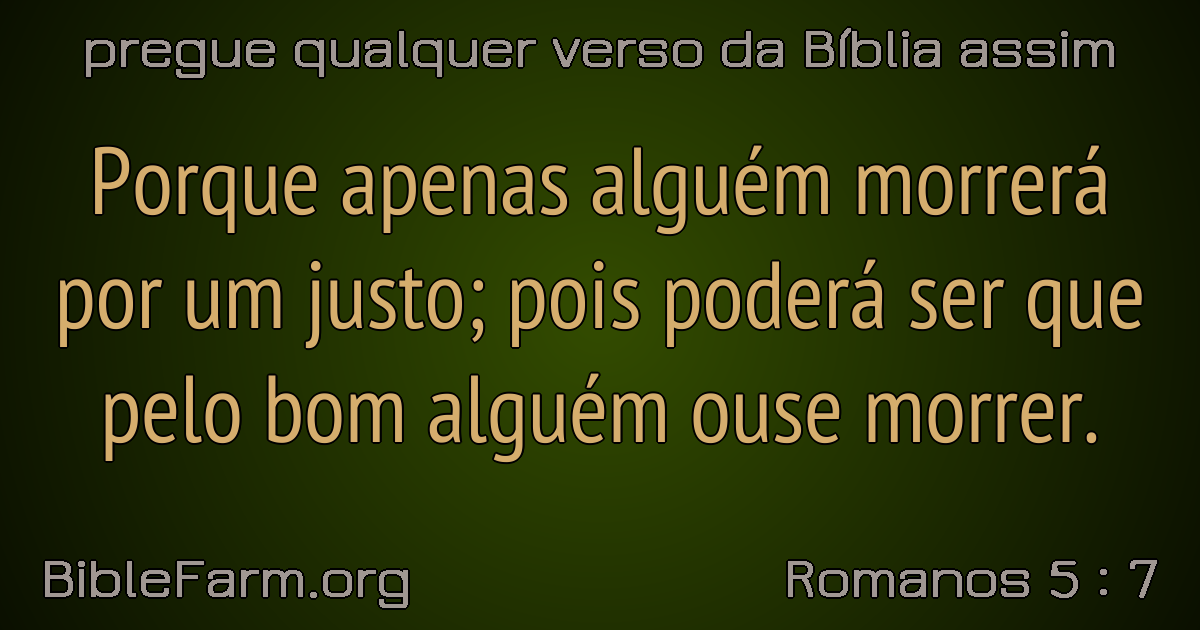 pregue qualquer verso da Bíblia assim
Porque apenas alguém morrerá
por um justo; pois poderá ser que
pelo bom alguém ouse morrer.
BibleFarm.org
Romanos 5 : 7